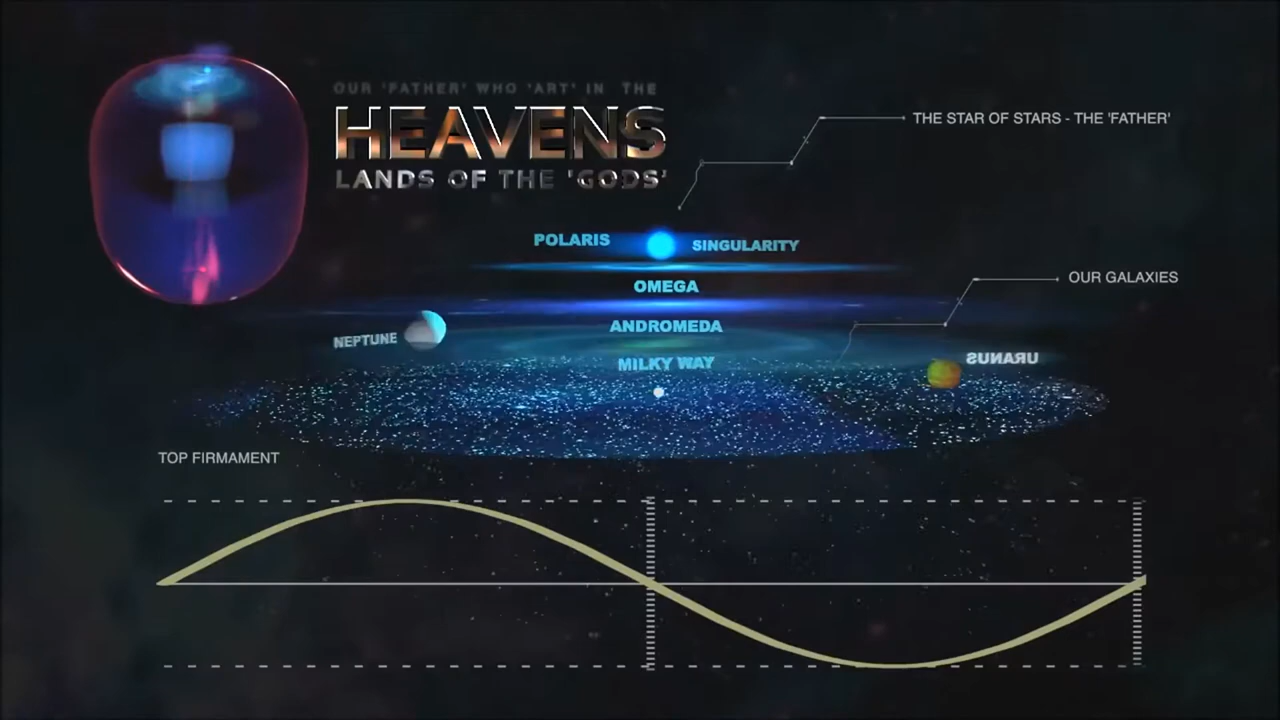 OUR 'FATHER' WHO 'ART' IN THE
HEAVENS
LANDS OF THE 'GODS'
THE STAR OF STARS - THE 'FATHER'
POLARIS
SINGULARITY
OMEGA
OUR GALAXIES
ANDROMEDA
NEPTUNE
MILKY WAY
URANUS
TOP FIRMAMENT